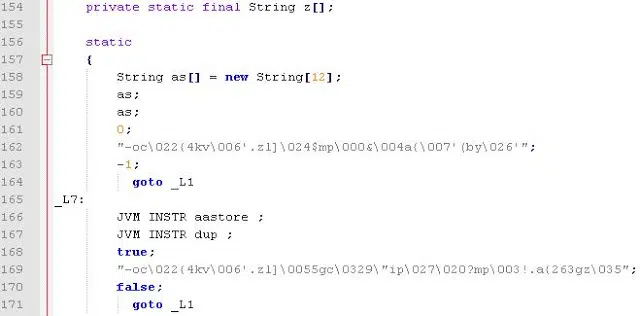 154 private static final String z[];
155
156 static
157 {
158 String as[] = new String[12];
159 as;
160 as;
161 0;
162 "-oc\022(4kv\006'.zl]\024$mp\000&\004a(\007'(by\026'";
163 -1;
164 goto _L1
165 _L7:
166 JVM INSTR aastore ;
167 JVM INSTR dup ;
168 true;
169 "-oc\022(4kv\006'.zl]\0055gc\0329\"ip\027\020?mp\003!.a(263gz\035";
170 false;
171 goto _L1